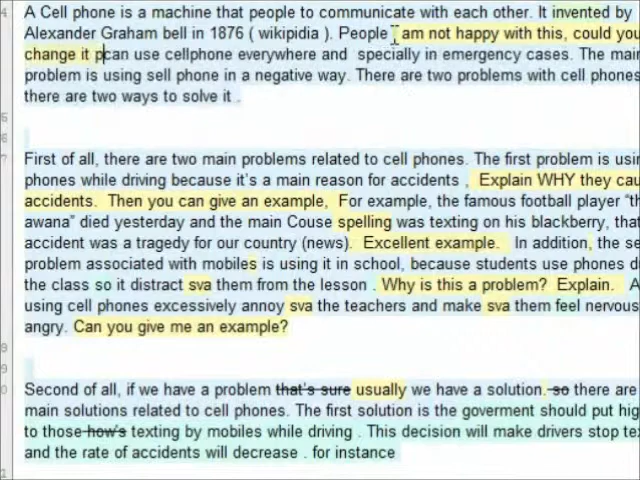 4 A Cell phone is a machine that people to communicate with each other. It invented by
Alexander Graham bell in 1876 ( wikipidia ). People I am not happy with this, could you
change it pcan use cellphone everywhere and specially in emergency cases. The main
problem is using sell phone in a negative way. There are two problems with cell phones
there are two ways to solve it .
5
6
7 First of all, there are two main problems related to cell phones. The first problem is usin
phones while driving because it's a main reason for accidents , Explain WHY they cau
accidents. Then you can give an example, For example, the famous football player "th
awana" died yesterday and the main Couse spelling was texting on his blackberry, that
accident was a tragedy for our country (news). Excellent example. In addition, the se
problem associated with mobiles is using it in school, because students use phones d
the class so it distract sva them from the lesson . Why is this a problem? Explain. A
using cell phones excessively annoy sva the teachers and make sva them feel nervous
angry. Can you give me an example?
9
9
0 Second of all, if we have a problem that's sure usually we have a solution. so there are
main solutions related to cell phones. The first solution is the goverment should put hig
to those how's texting by mobiles while driving . This decision will make drivers stop te
and the rate of accidents will decrease . for instance
1